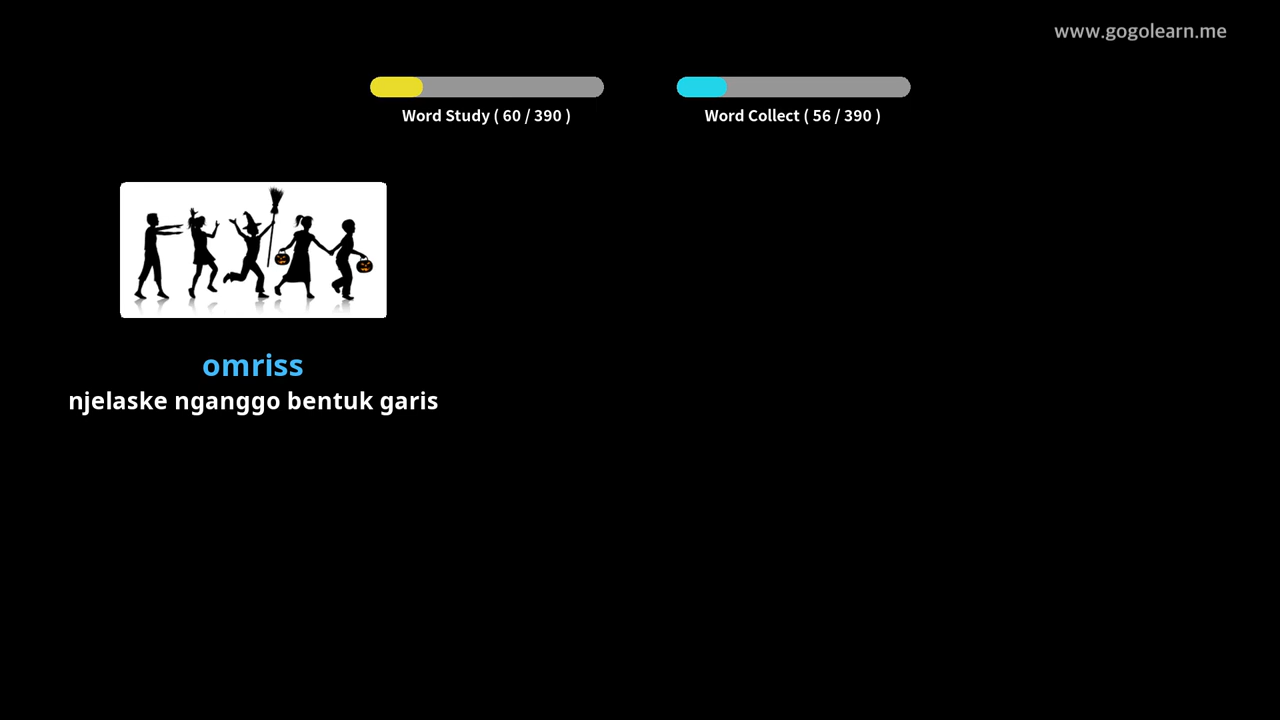 www.gogolearn.me
Word Study ( 60 / 390 )
Word Collect ( 56 / 390 )
omriss
njelaske nganggo bentuk garis